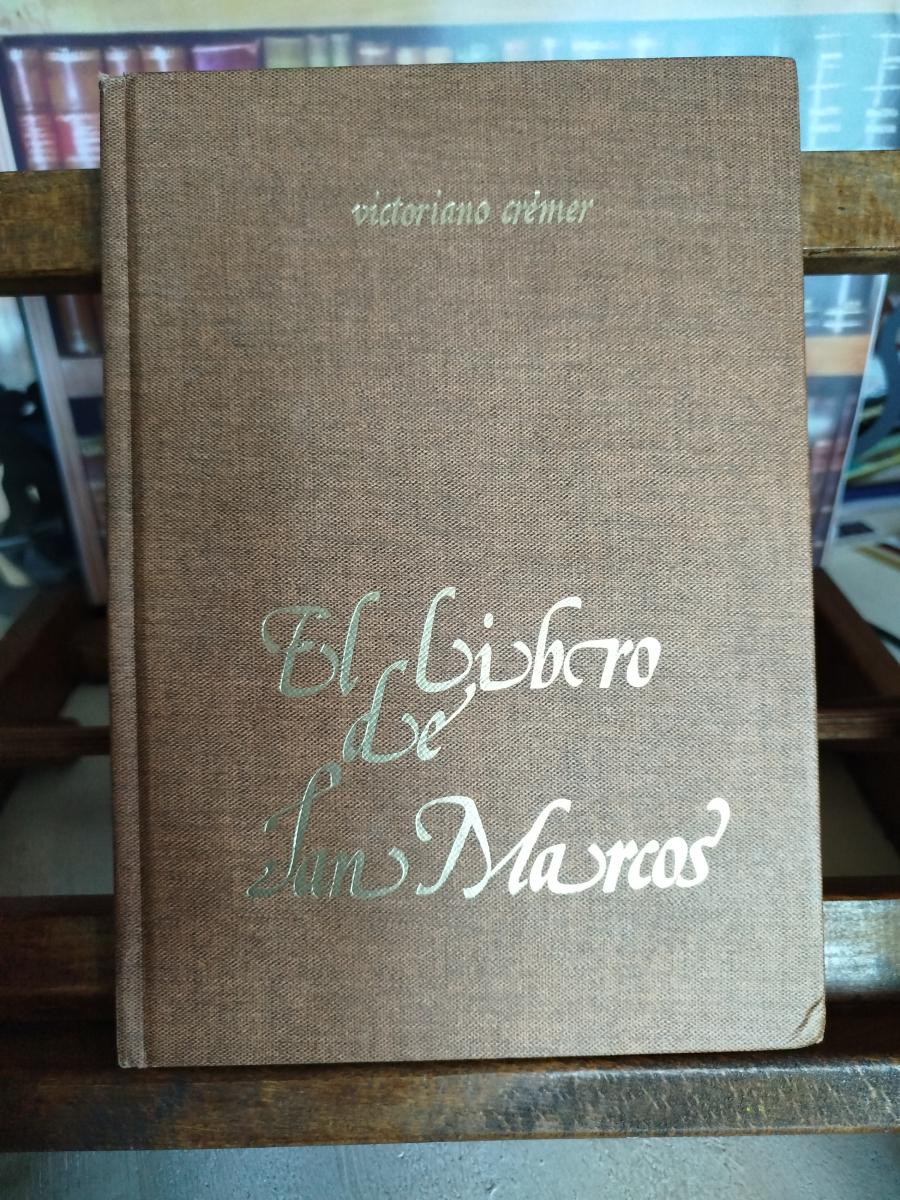 victoriano crémer
El Libro
de
San Marcos